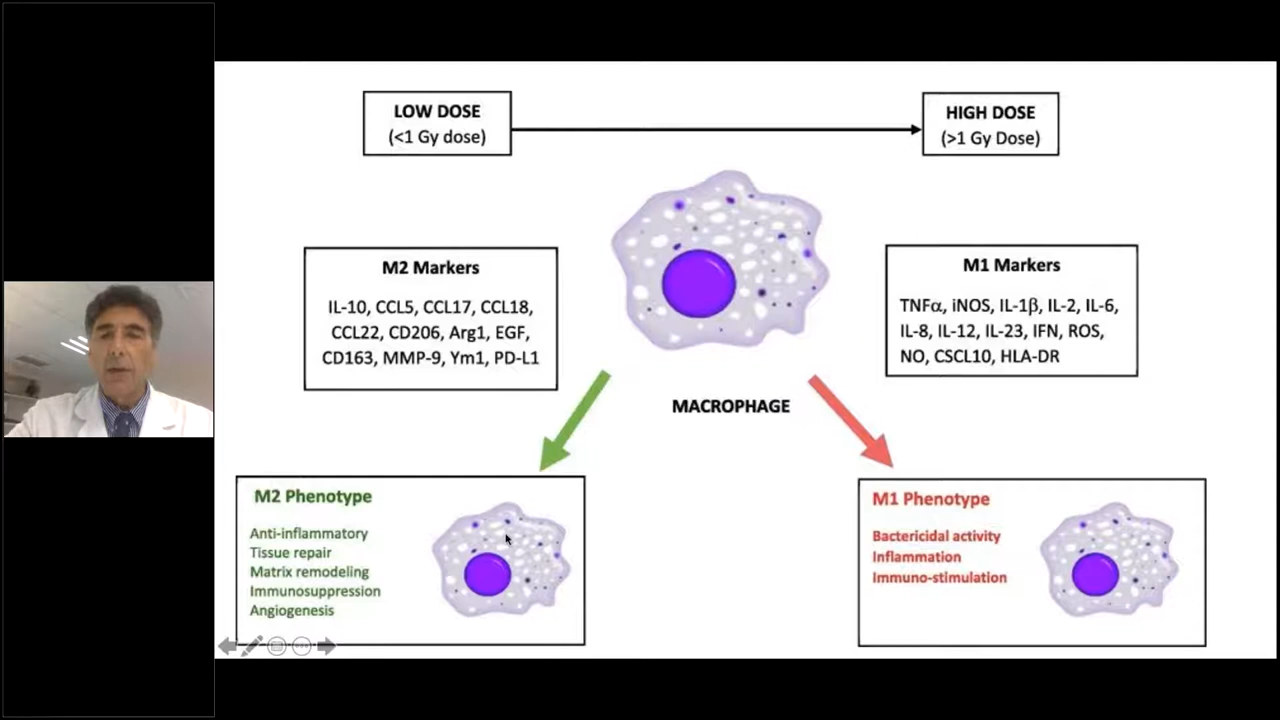 LOW DOSE
(<1 Gy dose)
HIGH DOSE
(>1 Gy Dose)
M2 Markers
IL-10, CCL5, CCL17, CCL18,
CCL22, CD206, Arg1, EGF,
CD163, MMP-9, Ym1, PD-L1
M1 Markers
TNFα, iNOS, IL-1β, IL-2, IL-6,
IL-8, IL-12, IL-23, IFN, ROS,
NO, CSCL10, HLA-DR
MACROPHAGE
M2 Phenotype
Anti-inflammatory
Tissue repair
Matrix remodeling
Immunosuppression
Angiogenesis
M1 Phenotype
Bactericidal activity
Inflammation
Immuno-stimulation